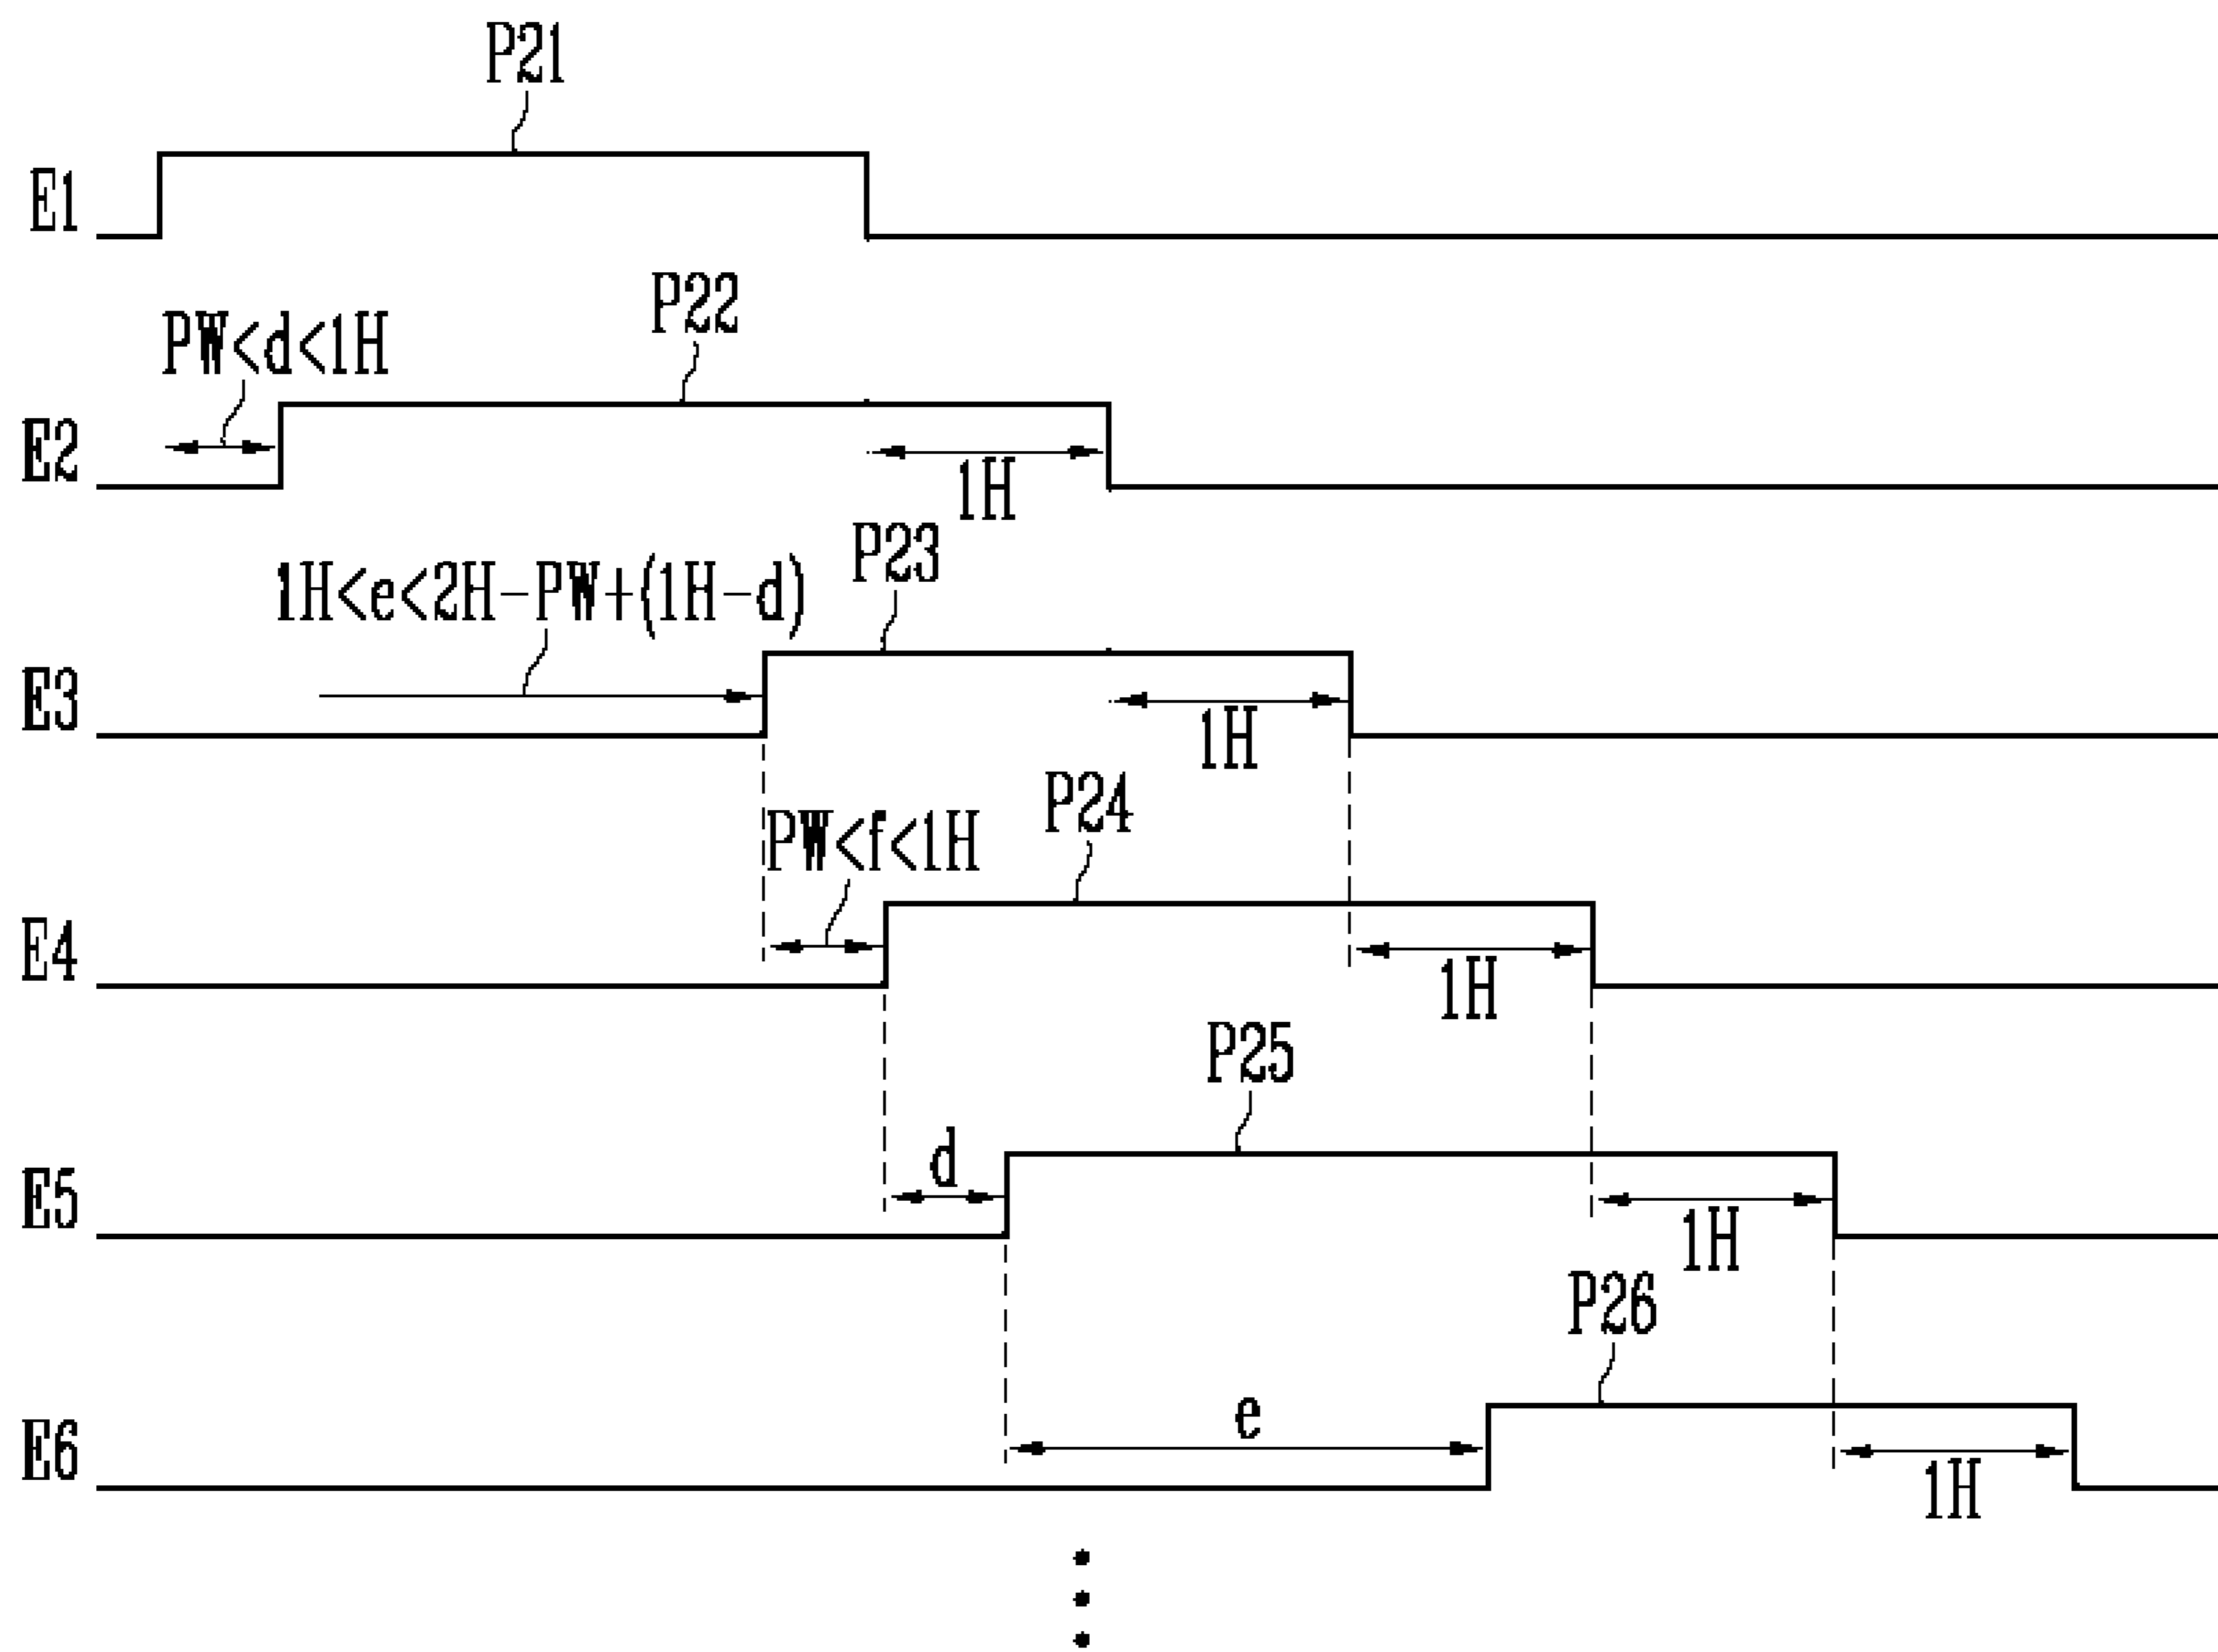 P21
E1
P22
PW<d<1H
E2
1H
P23
1H<e<2H-PW+(1H-d)
E3
1H
P24
PW<f<1H
E4
1H
P25
d
E5
1H
P26
e
E6
1H